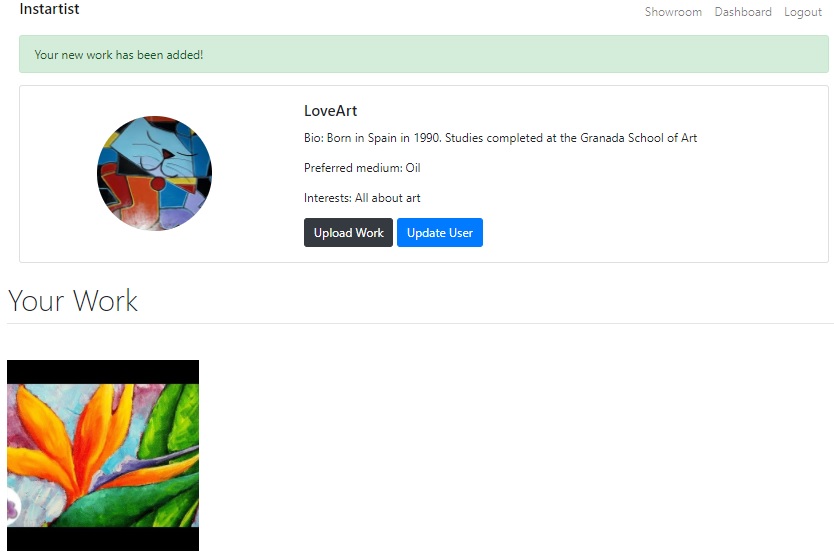 Instartist
Showroom Dashboard Logout
Your new work has been added!
LoveArt
Bio: Born in Spain in 1990. Studies completed at the Granada School of Art
Preferred medium: Oil
Interests: All about art
Upload Work Update User
Your Work